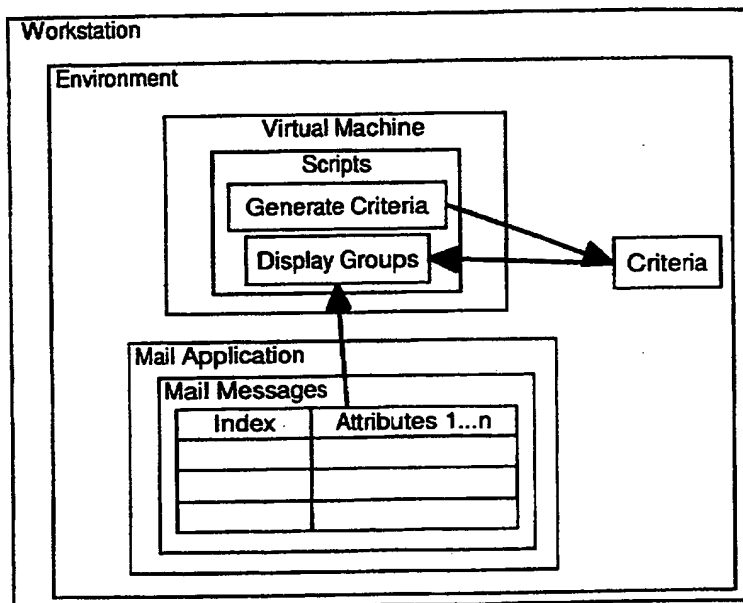 Workstation
Environment
Virtual Machine
Scripts
Generate Criteria
Display Groups
Criteria
Mail Application
Mail Messages
Index
Attributes 1...n